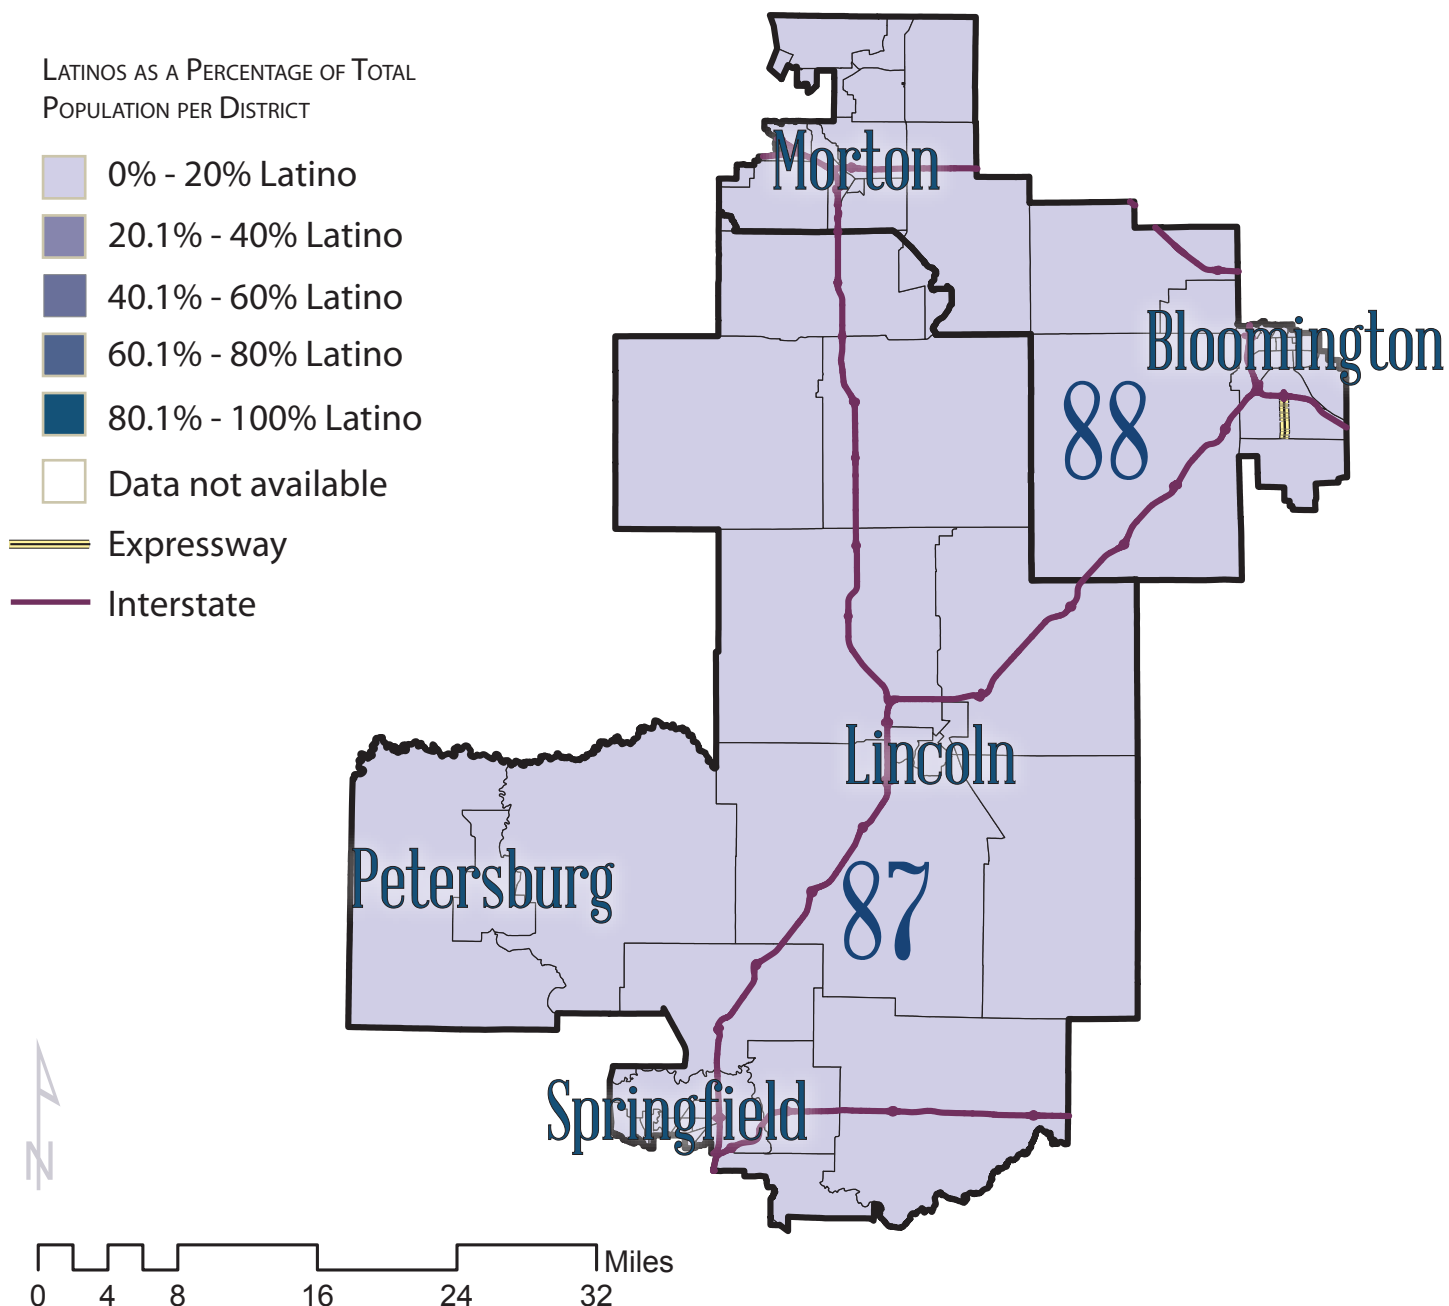 LATINOS AS A PERCENTAGE OF TOTAL
POPULATION PER DISTRICT
0% - 20% Latino
20.1% - 40% Latino
40.1% - 60% Latino
60.1% - 80% Latino
80.1% - 100% Latino
Data not available
Expressway
Interstate
Morton
Bloomington
88
Lincoln
Petersburg
87
Springfield
N
Miles
0 4 8 16 24 32